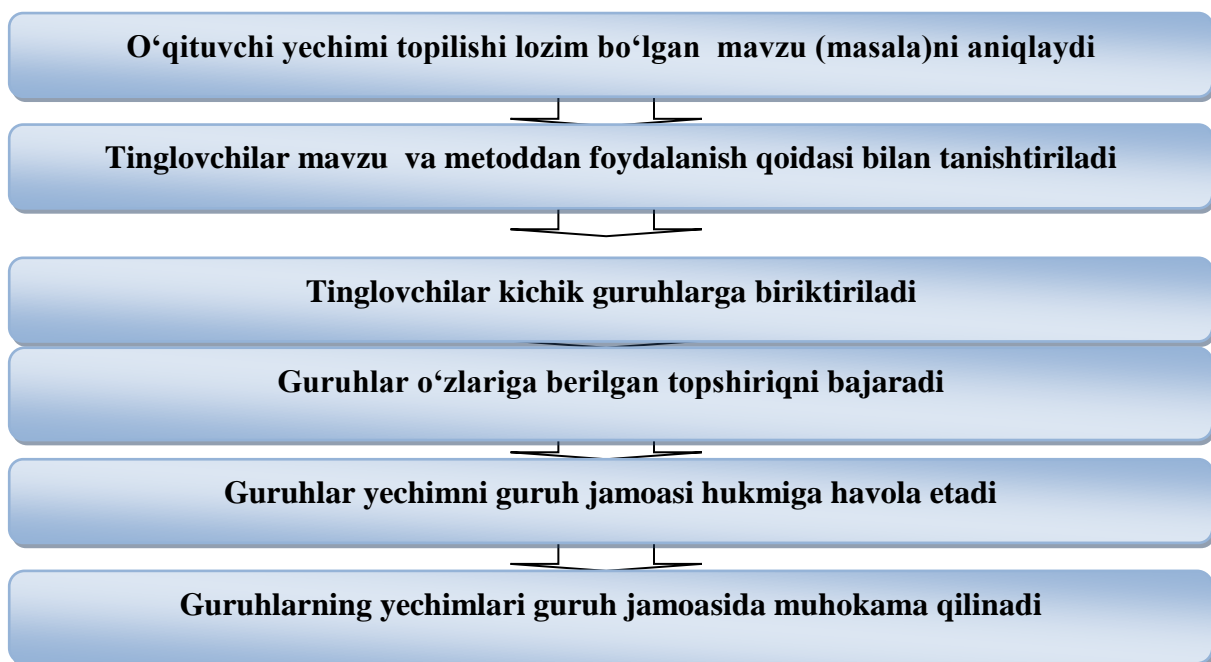 O‘qituvchi yechimi topilishi lozim bo‘lgan mavzu (masala)ni aniqlaydi
Tinglovchilar mavzu va metoddan foydalanish qoidasi bilan tanishtiriladi
Tinglovchilar kichik guruhlarga biriktiriladi
Guruhlar o‘zlariga berilgan topshiriqni bajaradi
Guruhlar yechimni guruh jamoasi hukmiga havola etadi
Guruhlarning yechimlari guruh jamoasida muhokama qilinadi